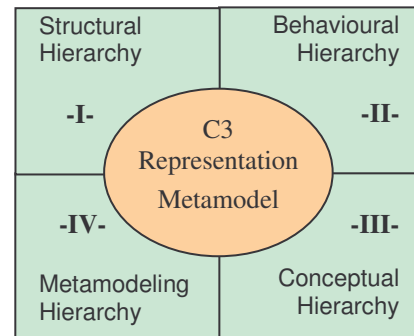 Structural
Hierarchy
-I-
Behavioural
Hierarchy
-II-
C3
Representation
Metamodel
-IV-
Metamodeling
Hierarchy
-III-
Conceptual
Hierarchy